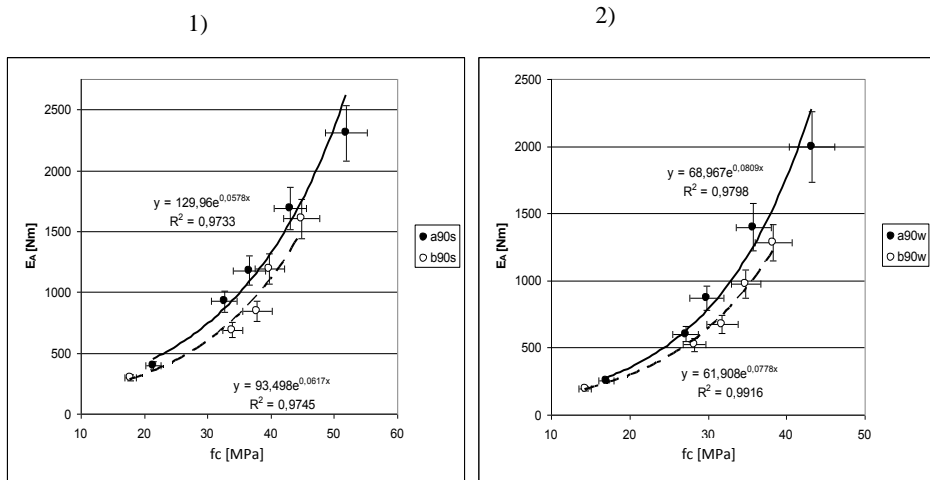 1)
2)
2500
2000
1500
1000
500
0
10
20
30
40
50
60
E_A [Nm]
fc [MPa]
y = 129,96e^0,0578x
R² = 0,9733
y = 93,498e^0,0617x
R² = 0,9745
a90s
b90s
2500
2000
1500
1000
500
0
10
20
30
40
50
E_A [Nm]
fc [MPa]
y = 68,967e^0,0809x
R² = 0,9798
y = 61,908e^0,0778x
R² = 0,9916
a90w
b90w